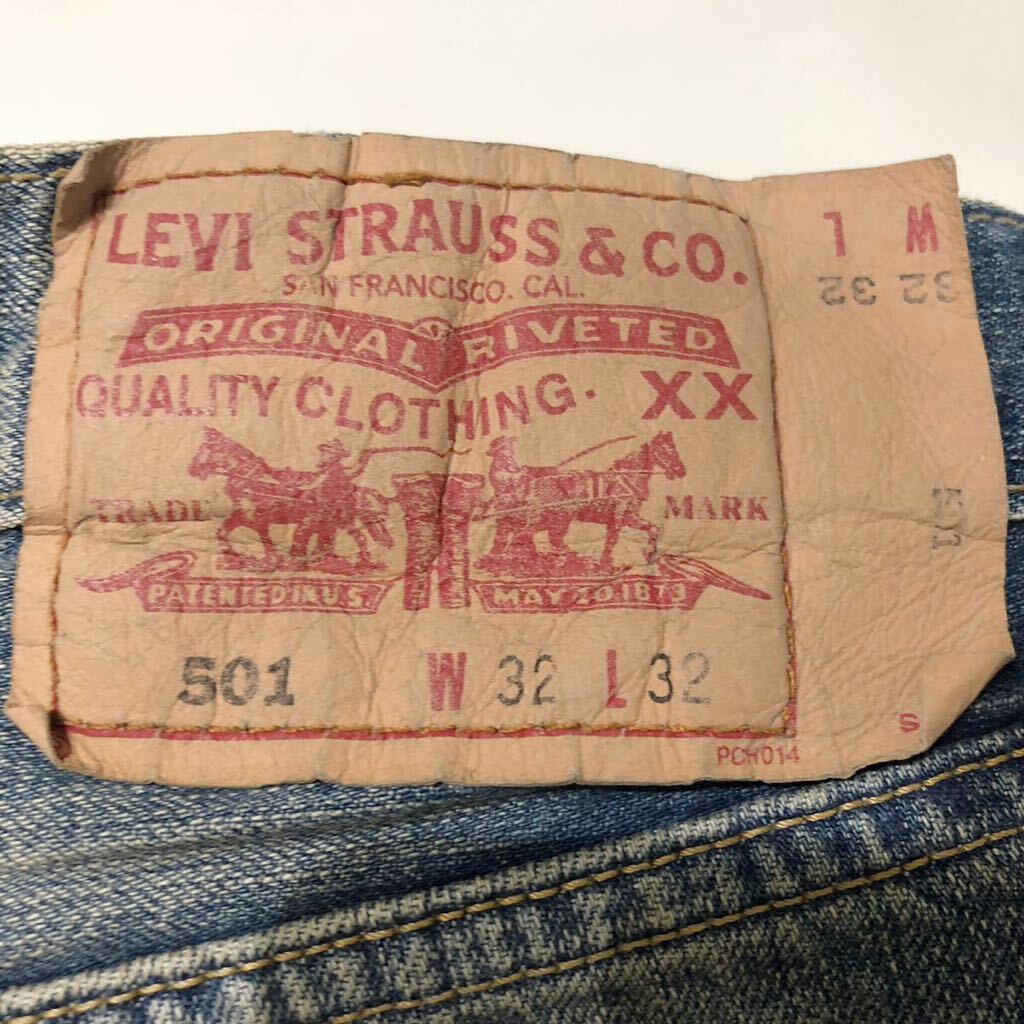 LEVI STRAUSS & CO.
SAN FRANCISCO. CAL.
ORIGINAL RIVETED
QUALITY CLOTHING. XX
TRADE MARK
PATENTED IN U.S. MAY 20 1873
501 W 32 L 32
PCH014
W L
32 32
S